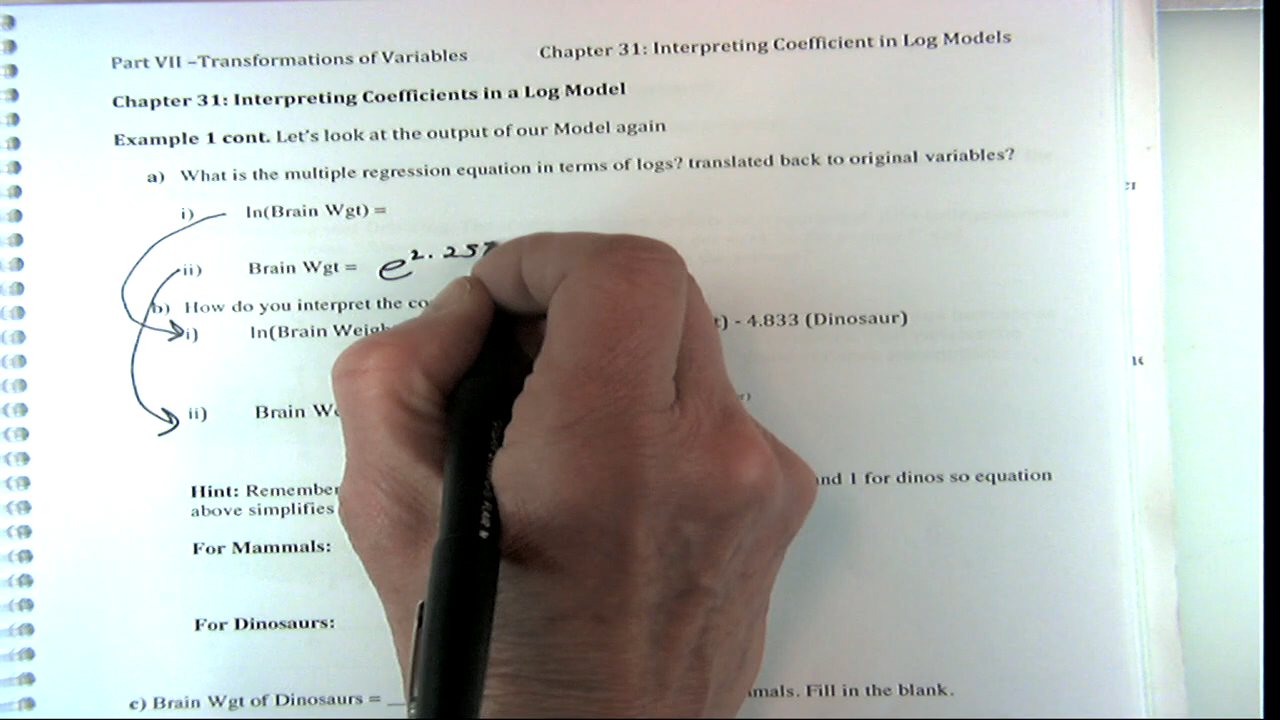 Part VII –Transformations of Variables Chapter 31: Interpreting Coefficient in Log Models
Chapter 31: Interpreting Coefficients in a Log Model
Example 1 cont. Let's look at the output of our Model again
a) What is the multiple regression equation in terms of logs? translated back to original variables?
i) ln(Brain Wgt) =
ii) Brain Wgt = e^2.257
b) How do you interpret the
i) ln(Brain - 4.833 (Dinosaur)
ii) Brain
Hint: Remember 1 for dinos so equation
above simplifies
For Mammals:
For Dinosaurs:
c) Brain Wgt of Dinosaurs = Fill in the blank.